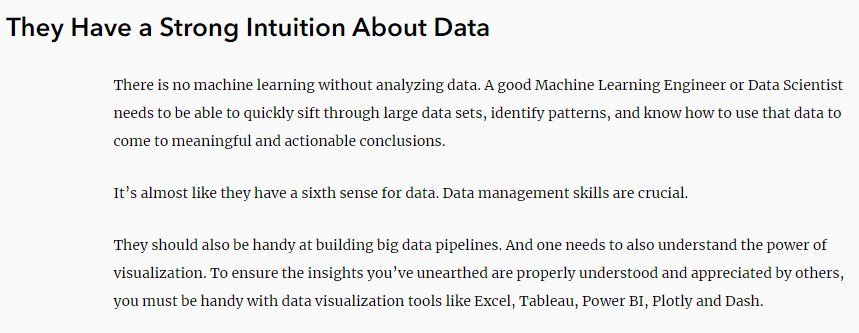 They Have a Strong Intuition About Data
There is no machine learning without analyzing data. A good Machine Learning Engineer or Data Scientist
needs to be able to quickly sift through large data sets, identify patterns, and know how to use that data to
come to meaningful and actionable conclusions.
It’s almost like they have a sixth sense for data. Data management skills are crucial.
They should also be handy at building big data pipelines. And one needs to also understand the power of
visualization. To ensure the insights you’ve unearthed are properly understood and appreciated by others,
you must be handy with data visualization tools like Excel, Tableau, Power BI, Plotly and Dash.